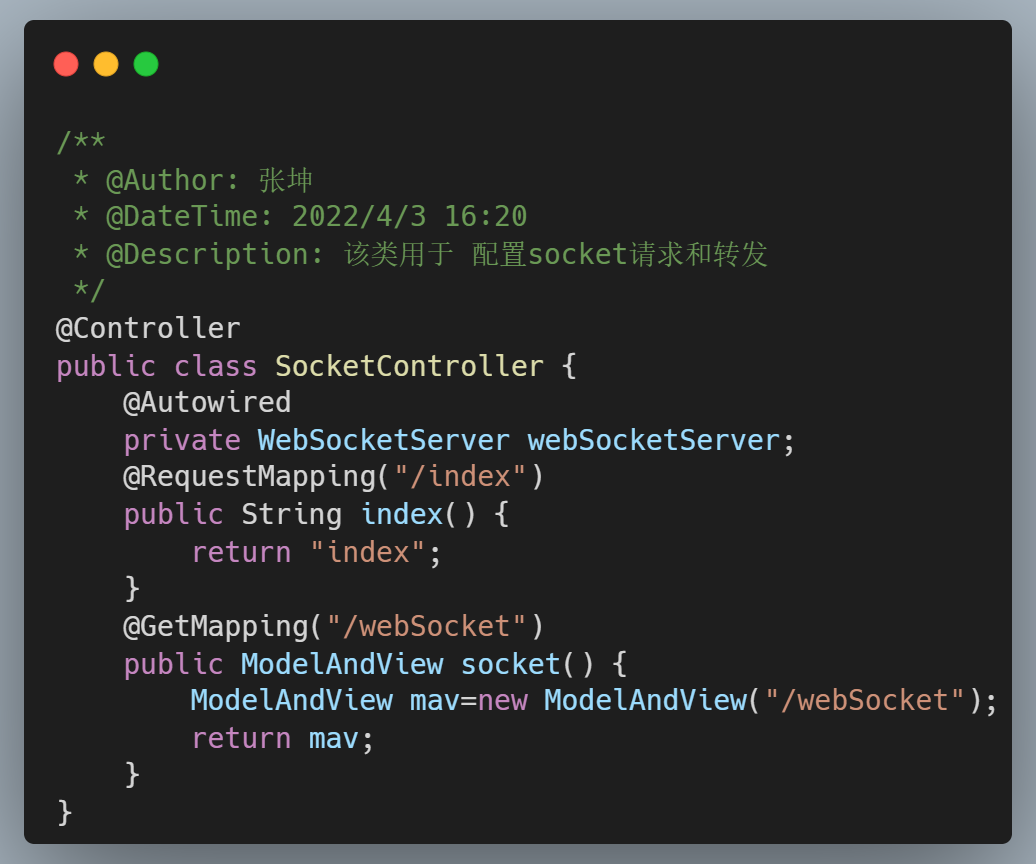 /**
 * @Author: 张坤
 * @DateTime: 2022/4/3 16:20
 * @Description: 该类用于 配置socket请求和转发
 */
@Controller
public class SocketController {
    @Autowired
    private WebSocketServer webSocketServer;
    @RequestMapping("/index")
    public String index() {
        return "index";
    }
    @GetMapping("/webSocket")
    public ModelAndView socket() {
        ModelAndView mav=new ModelAndView("/webSocket");
        return mav;
    }
}